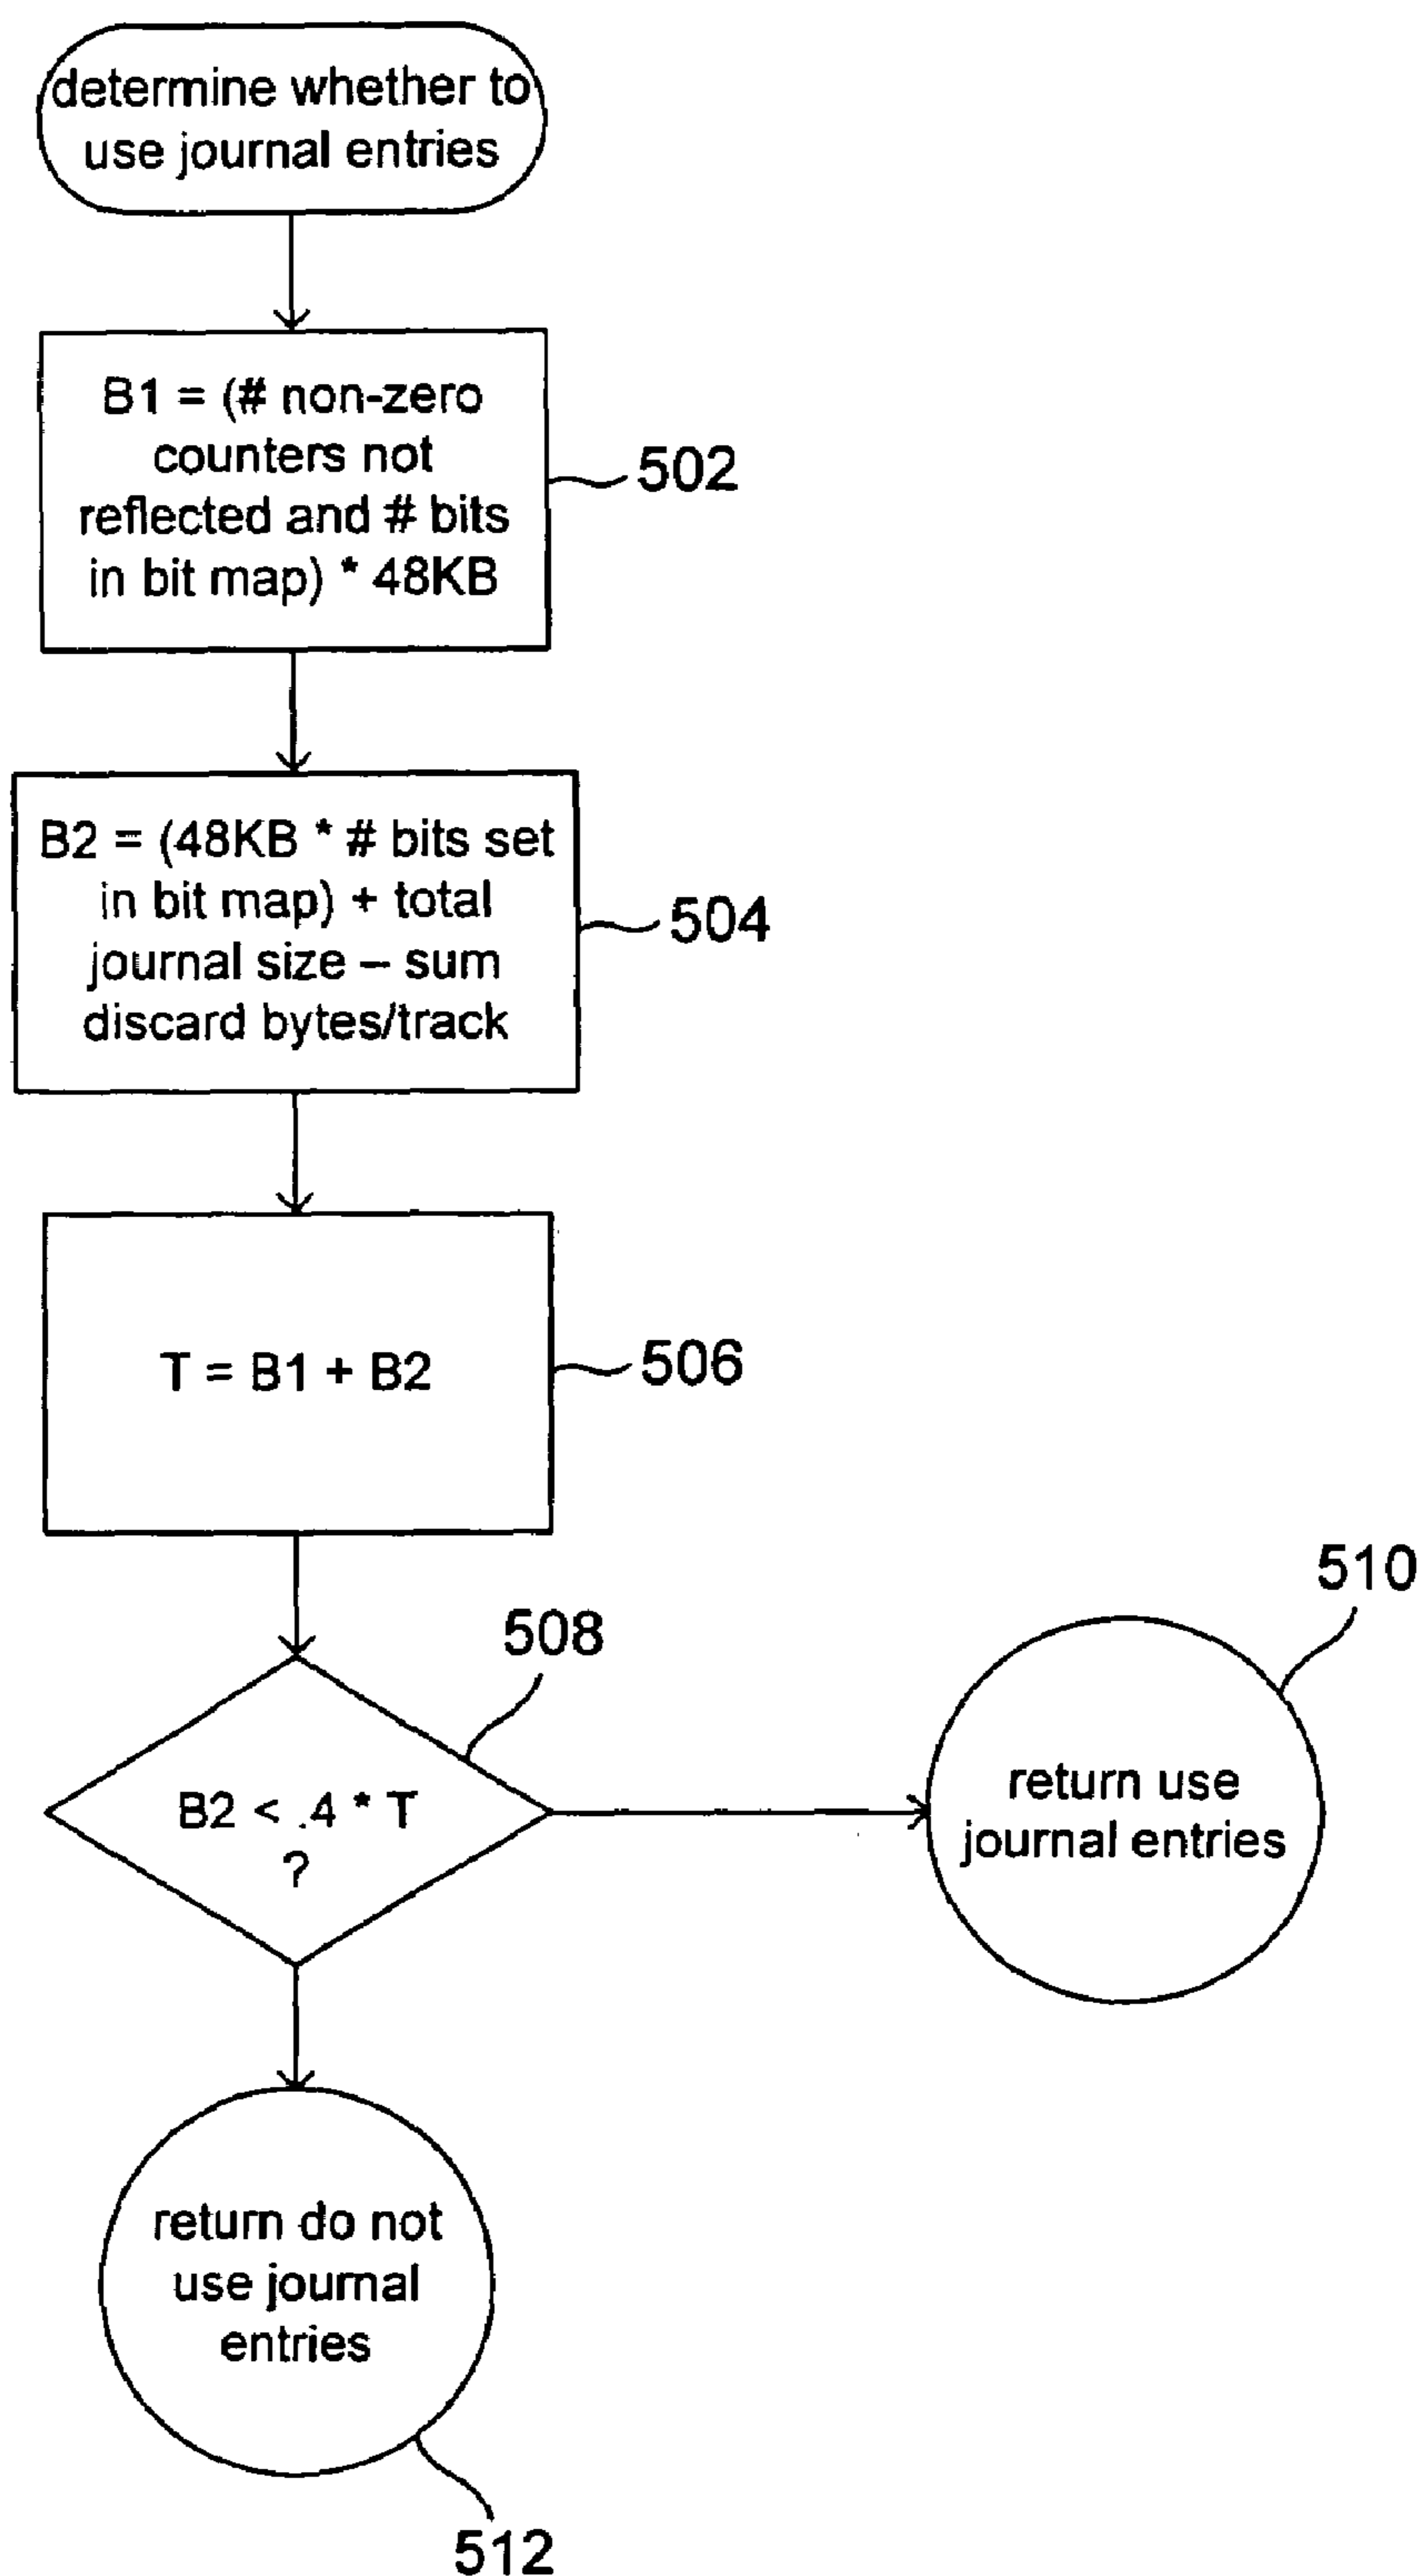 determine whether to
use journal entries
B1 = (# non-zero
counters not
reflected and # bits
in bit map) * 48KB
502
B2 = (48KB * # bits set
in bit map) + total
journal size – sum
discard bytes/track
504
T = B1 + B2
506
508
B2 < .4 * T
?
510
return use
journal entries
return do not
use journal
entries
512